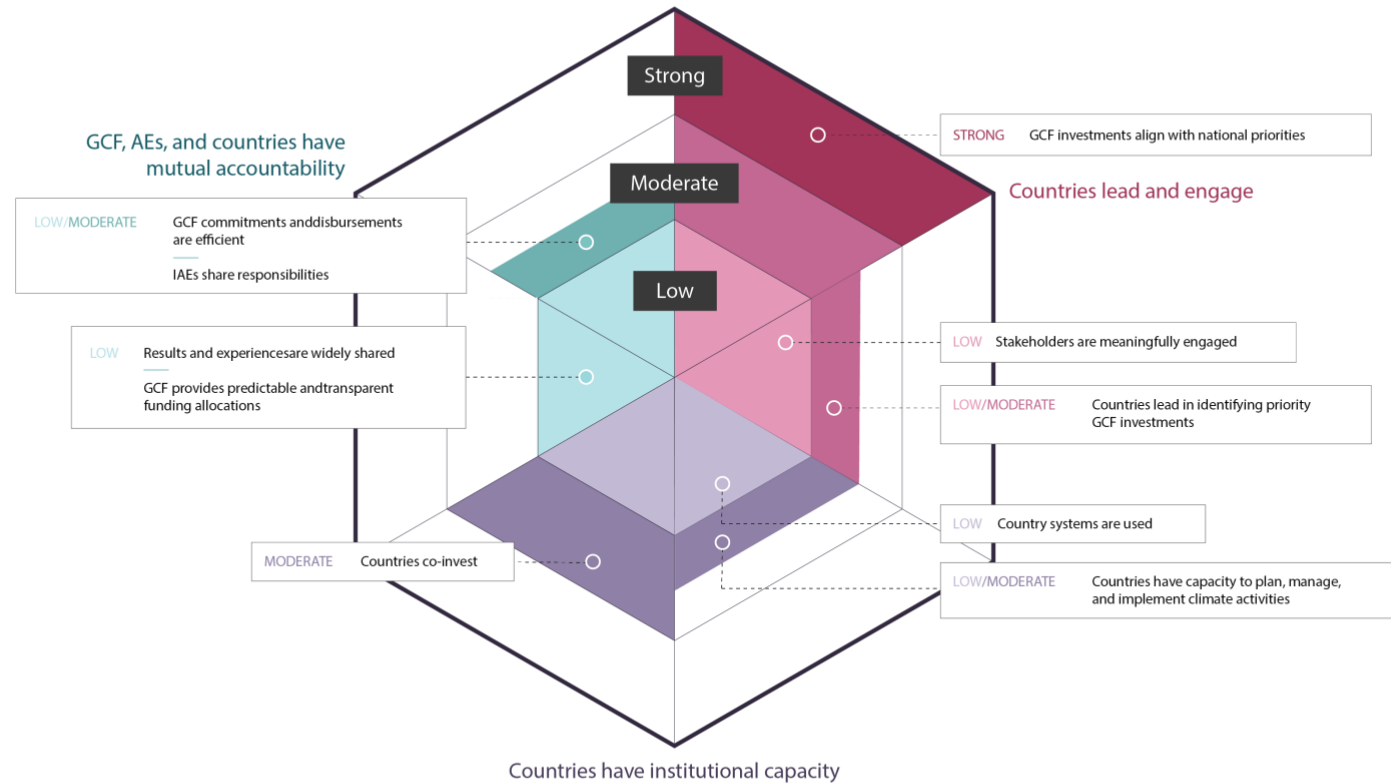 Strong
Moderate
Low
GCF, AEs, and countries have
mutual accountability
LOW/MODERATE GCF commitments anddisbursements
are efficient
IAEs share responsibilities
LOW Results and experiencesare widely shared
GCF provides predictable andtransparent
funding allocations
MODERATE Countries co-invest
STRONG GCF investments align with national priorities
Countries lead and engage
LOW Stakeholders are meaningfully engaged
LOW/MODERATE Countries lead in identifying priority
GCF investments
LOW Country systems are used
LOW/MODERATE Countries have capacity to plan, manage,
and implement climate activities
Countries have institutional capacity